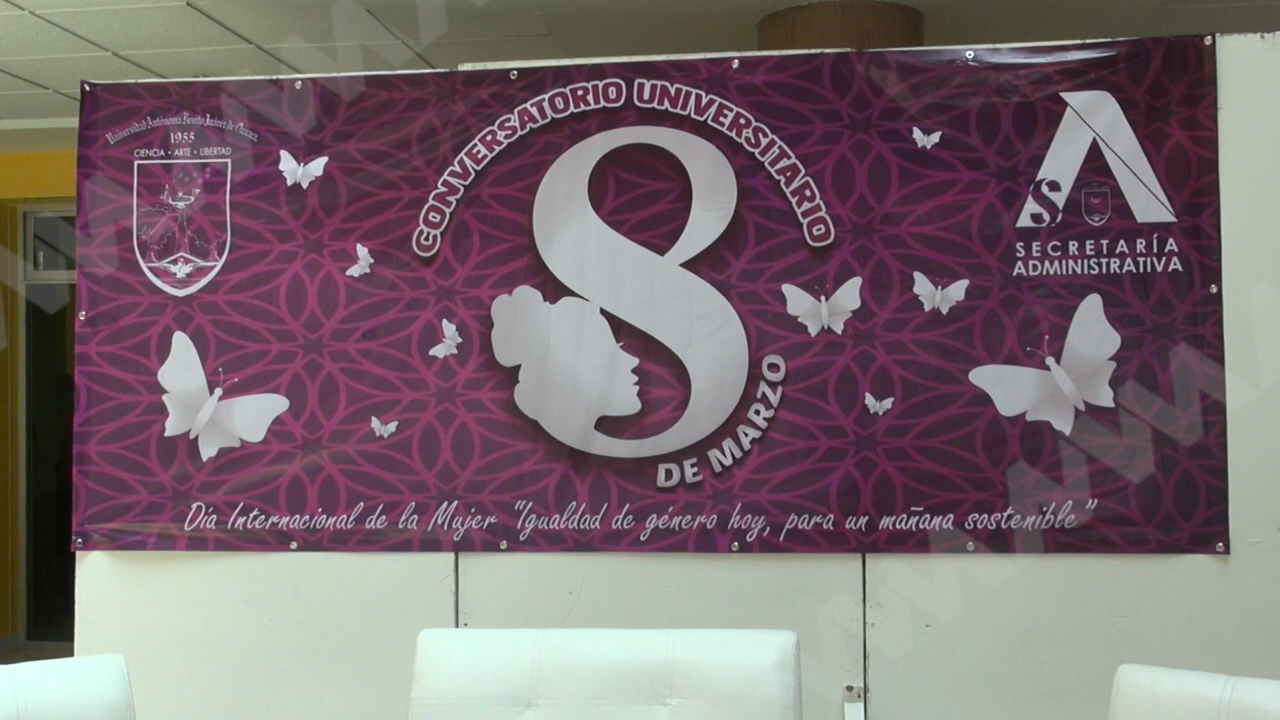 Universidad Autónoma Benito Juárez de Oaxaca
1955
CIENCIA • ARTE • LIBERTAD
CONVERSATORIO UNIVERSITARIO
8
DE MARZO
SA
SECRETARÍA
ADMINISTRATIVA
Día Internacional de la Mujer "Igualdad de género hoy, para un mañana sostenible"